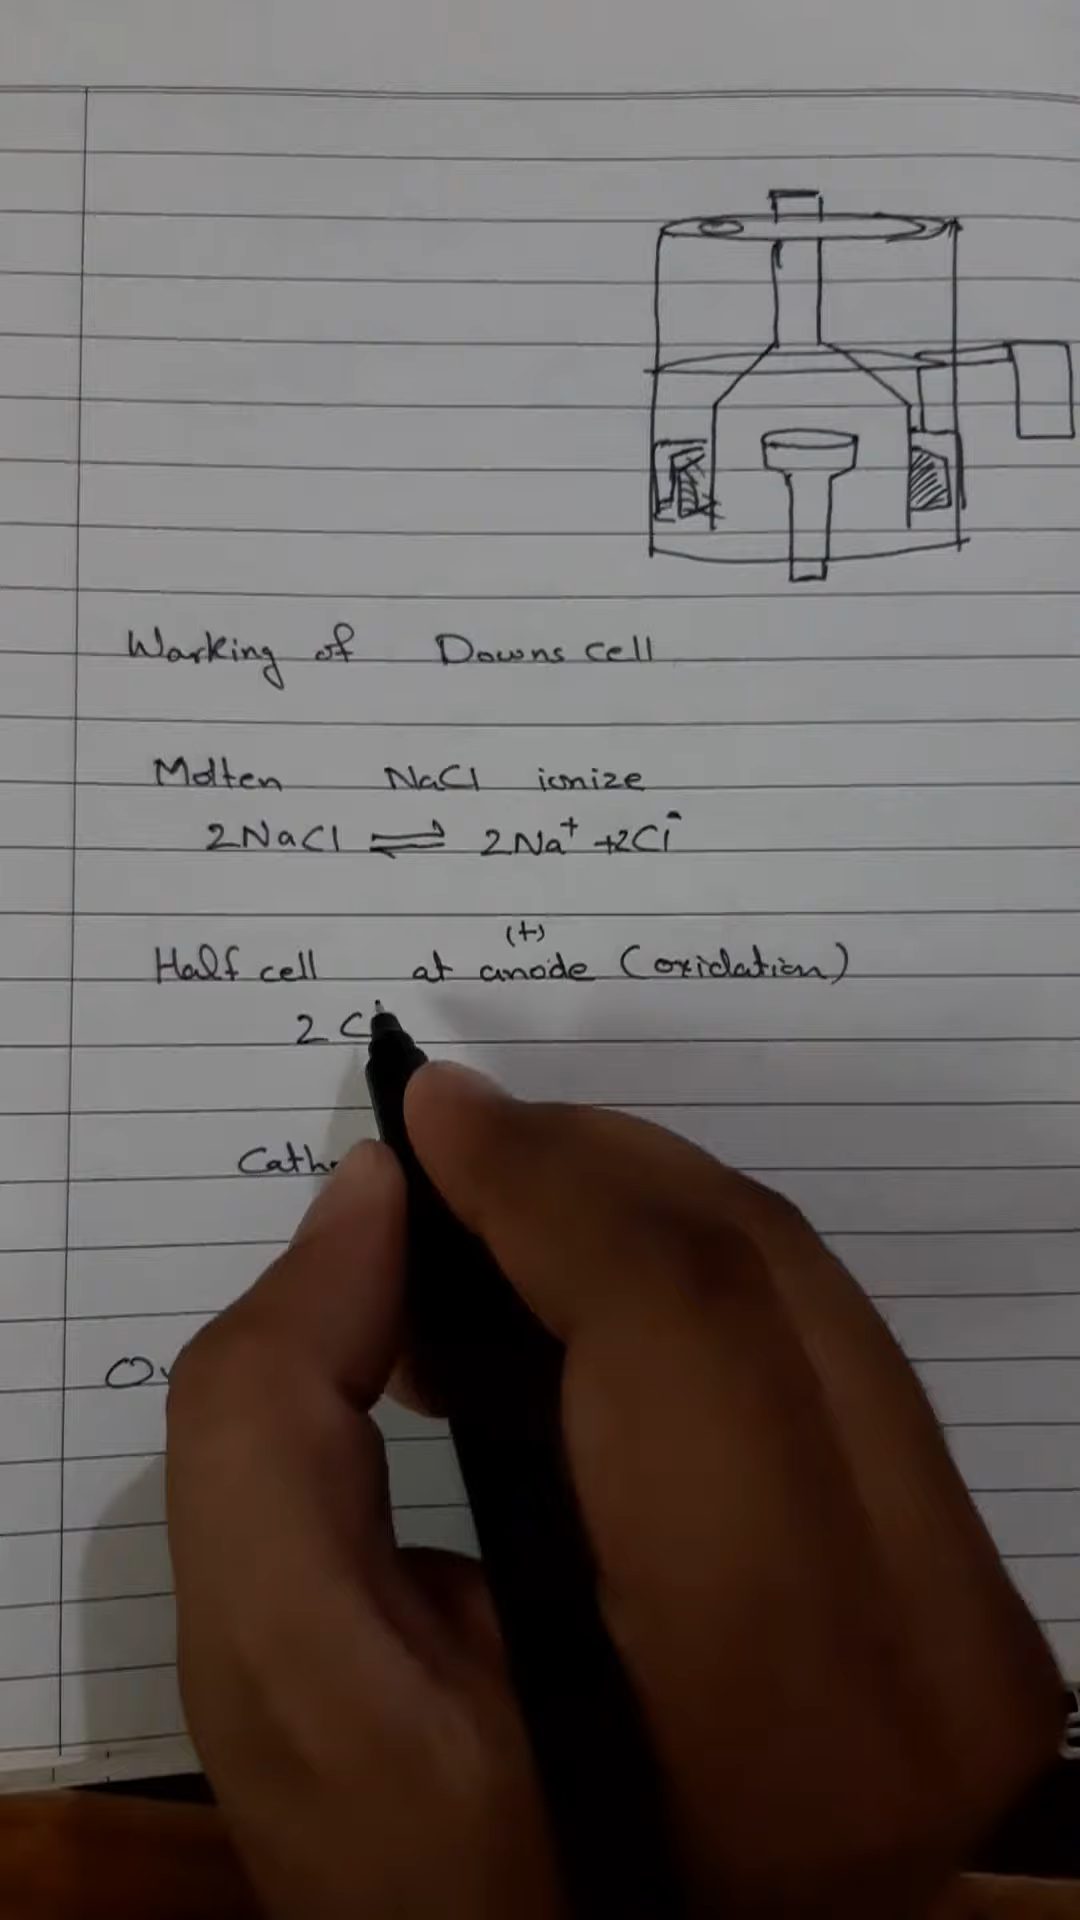 Warking of Downs cell
Molten NaCl ionize
2NaCl ⇌ 2Na⁺ +2Cl⁻
(+)
Half cell at anode (oxidation)
2 C